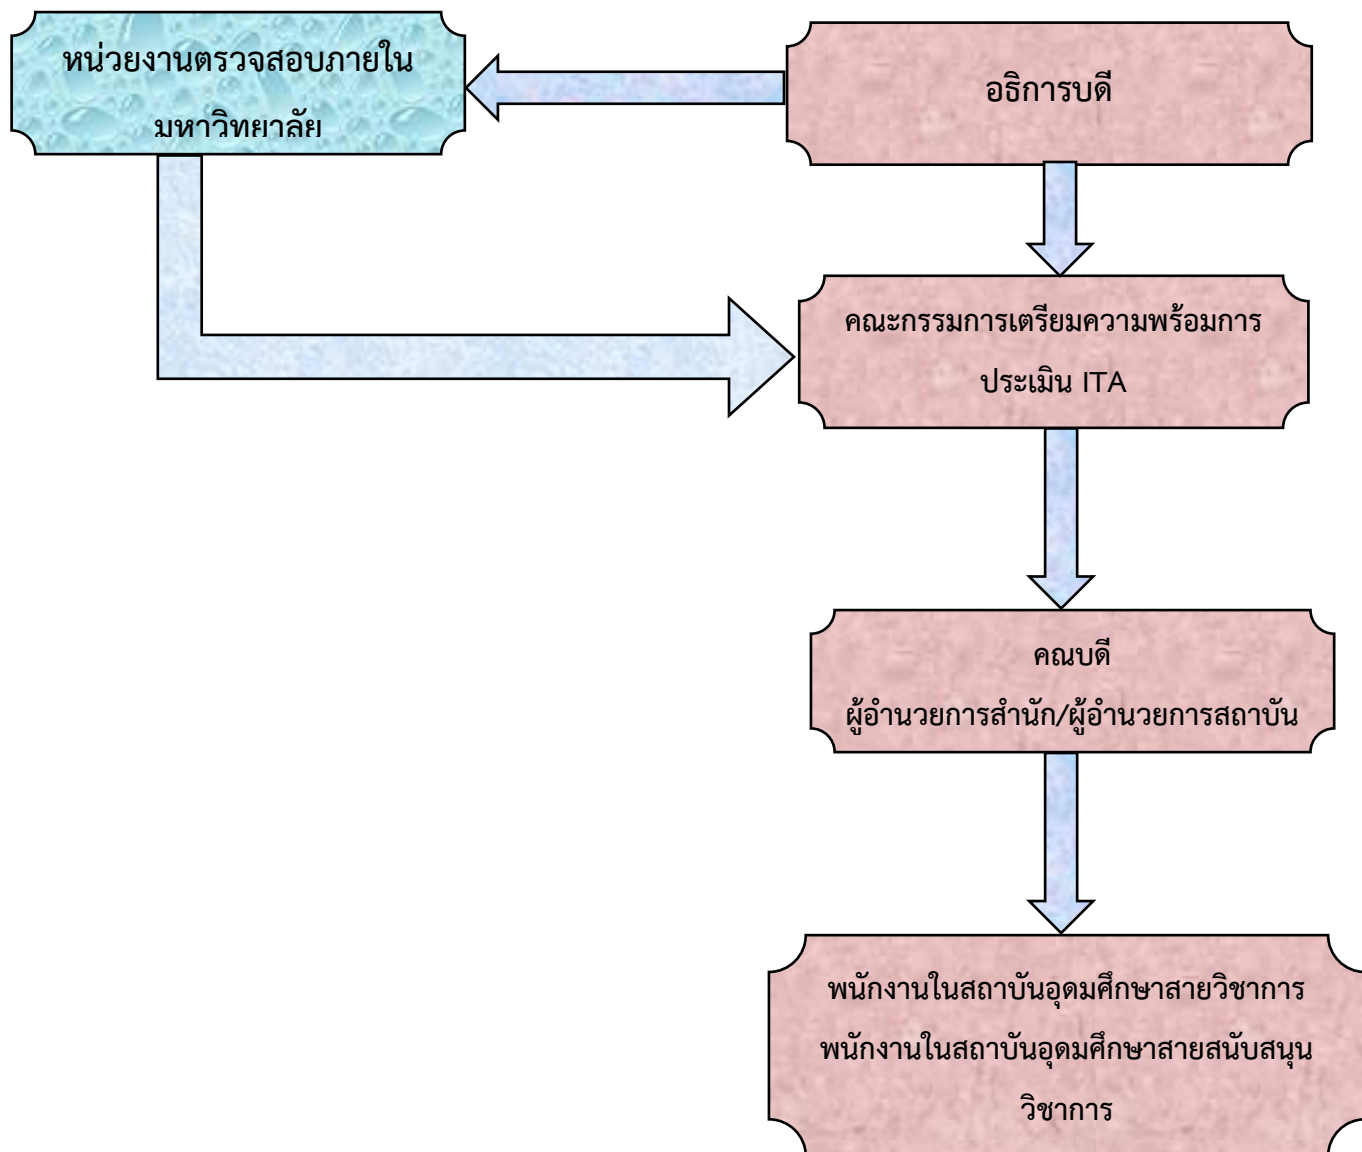 หน่วยงานตรวจสอบภายใน
มหาวิทยาลัย
อธิการบดี
คณะกรรมการเตรียมความพร้อมการ
ประเมิน ITA
คณบดี
ผู้อำนวยการสำนัก/ผู้อำนวยการสถาบัน
พนักงานในสถาบันอุดมศึกษาสายวิชาการ
พนักงานในสถาบันอุดมศึกษาสายสนับสนุน
วิชาการ